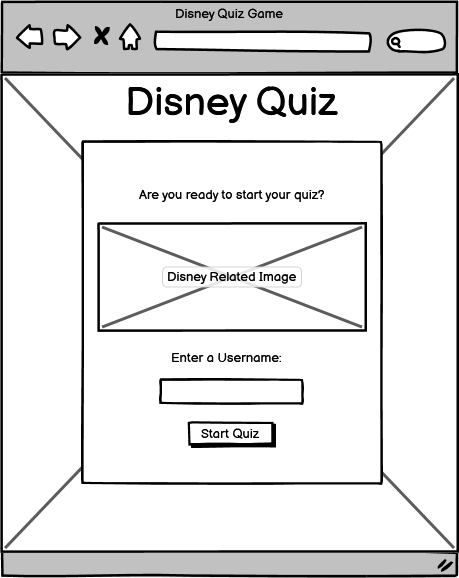 Disney Quiz Game
Disney Quiz
Are you ready to start your quiz?
Disney Related Image
Enter a Username:
Start Quiz